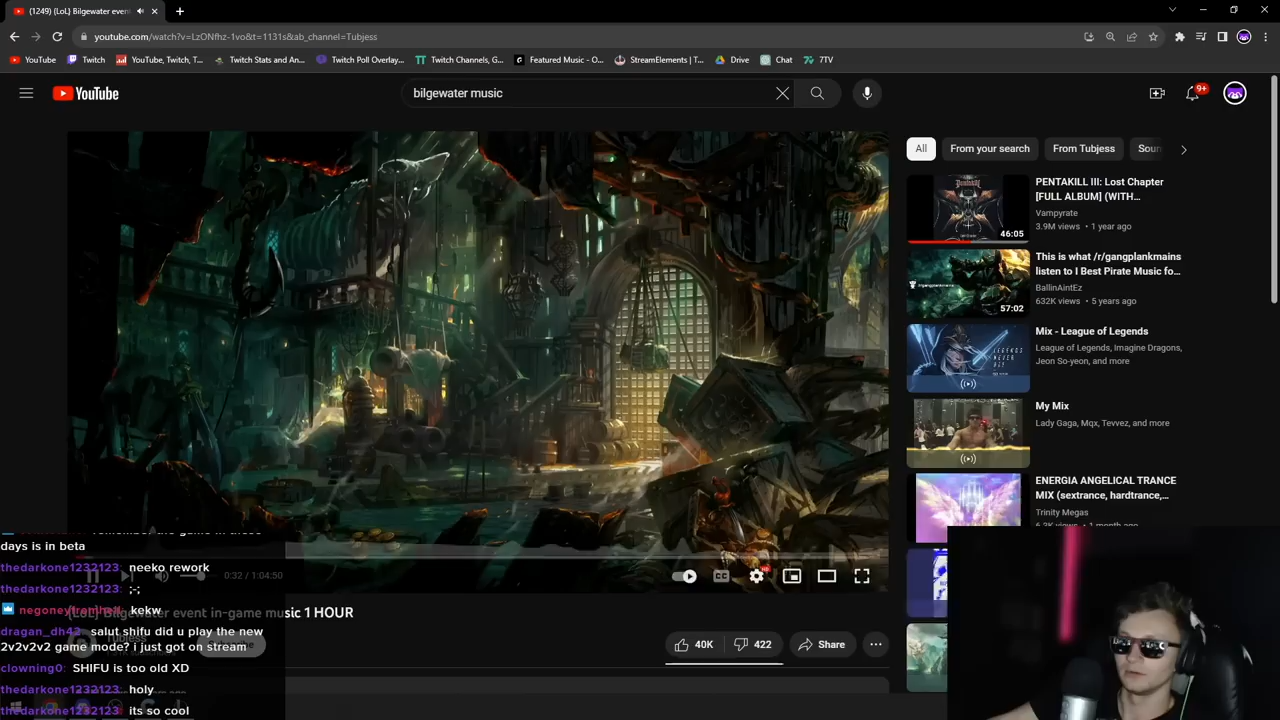 (1249) (LoL) Bilgewater even
youtube.com/watch?v=LzONfhz-1vo&t=1131s&ab_channel=Tubjess
YouTube
Twitch
YouTube, Twitch, T...
Twitch Stats and An...
Twitch Poll Overlay...
Twitch Channels, G...
Featured Music - O...
StreamElements | T...
Drive
Chat
7TV
YouTube
bilgewater music
9+
All
From your search
From Tubjess
Soun
PENTAKILL III: Lost Chapter
[FULL ALBUM] (WITH...
Vampyrate
3.9M views • 1 year ago
46:05
This is what /r/gangplankmains
listen to I Best Pirate Music fo...
BallinAintEz
632K views • 5 years ago
57:02
Mix - League of Legends
League of Legends, Imagine Dragons,
Jeon So-yeon, and more
My Mix
Lady Gaga, Mqx, Tevvez, and more
ENERGIA ANGELICAL TRANCE
MIX (sextrance, hardtrance,...
Trinity Megas
0:32 / 1:04:50
(LoL) Bilgewater event in-game music 1 HOUR
40K
422
Share
days is in beta
thedarkone1232123: neeko rework
thedarkone1232123: ;-;
kekw
dragan_dh42: salut shifu did u play the new
2v2v2v2 game mode? i just got on stream
clowning0: SHIFU is too old XD
thedarkone1232123: holy
thedarkone1232123: its so cool